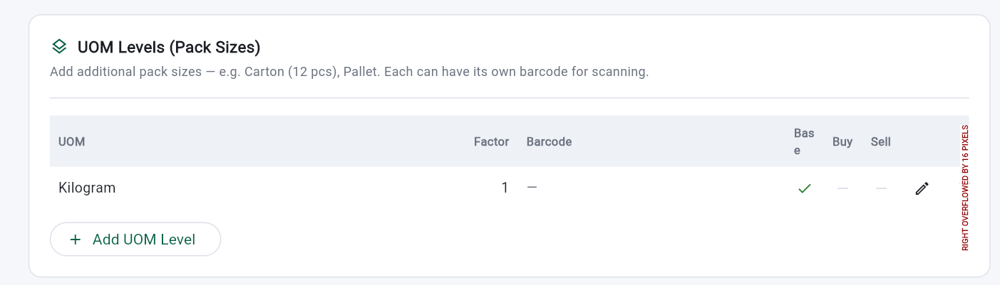 UOM Levels (Pack Sizes)
Add additional pack sizes — e.g. Carton (12 pcs), Pallet. Each can have its own barcode for scanning.
UOM Factor Barcode Bas
e Buy Sell
Kilogram 1 — — —
+ Add UOM Level
RIGHT OVERFLOWED BY 16 PIXELS